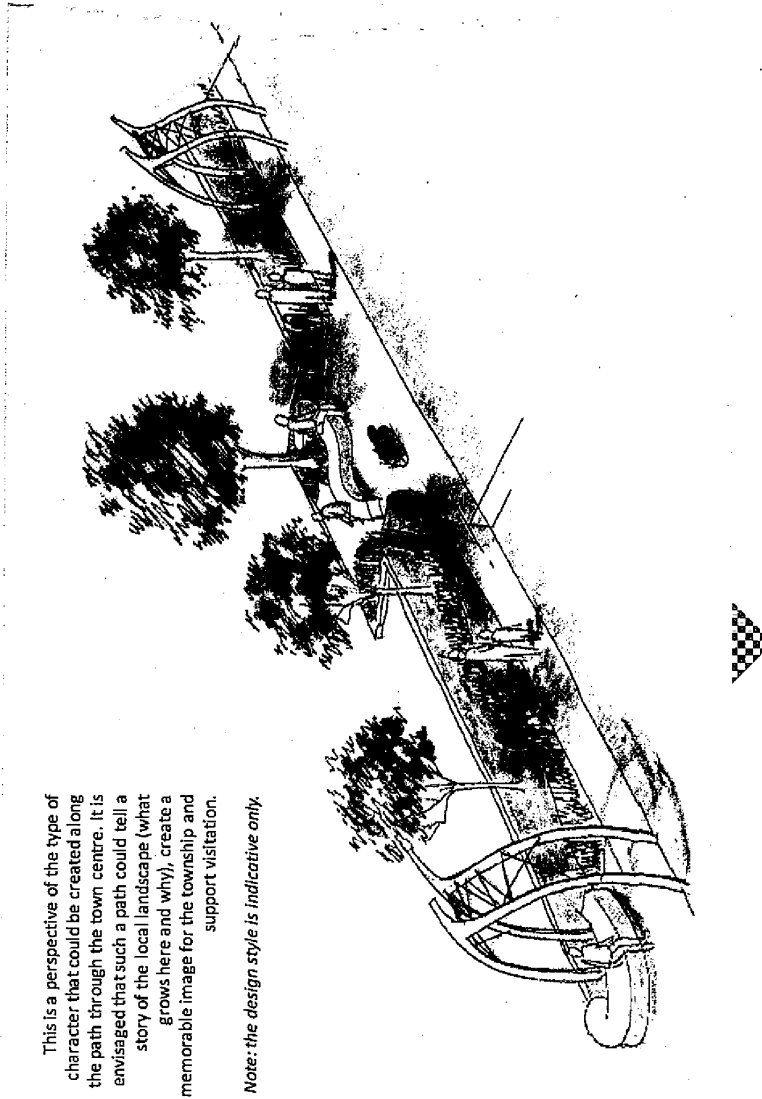 This is a perspective of the type of
character that could be created along
the path through the town centre. It is
envisaged that such a path could tell a
story of the local landscape (what
grows here and why), create a
memorable image for the township and
support visitation.
Note: the design style is indicative only.